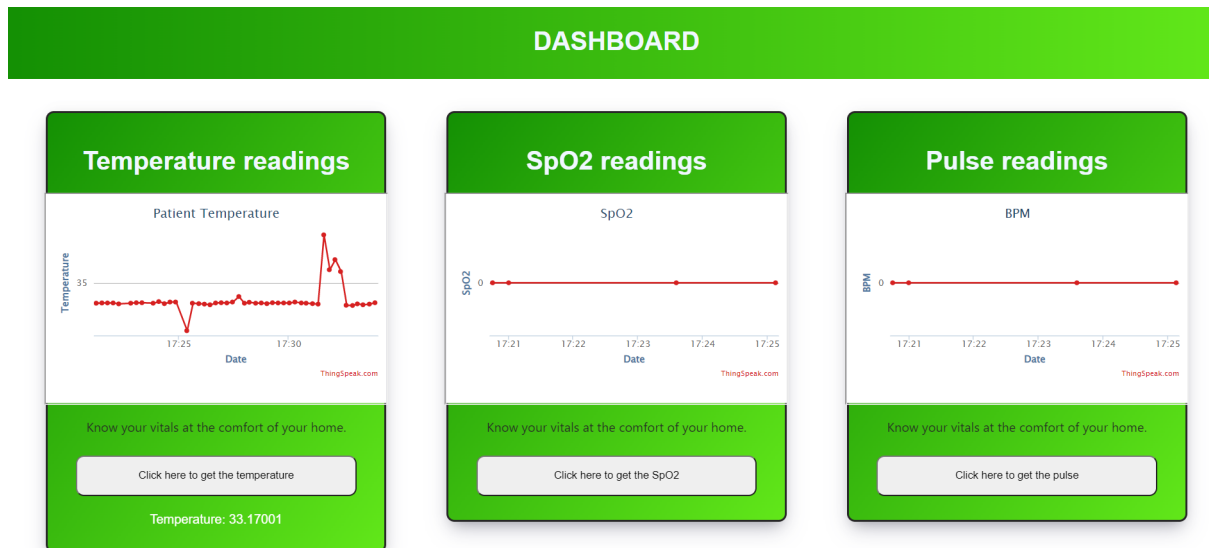 DASHBOARD
Temperature readings
Patient Temperature
Temperature
35
17:25 17:30
Date
ThingSpeak.com
Know your vitals at the comfort of your home.
Click here to get the temperature
Temperature: 33.17001
SpO2 readings
SpO2
SpO2
0
17:21 17:22 17:23 17:24 17:25
Date
ThingSpeak.com
Know your vitals at the comfort of your home.
Click here to get the SpO2
Pulse readings
BPM
BPM
0
17:21 17:22 17:23 17:24 17:25
Date
ThingSpeak.com
Know your vitals at the comfort of your home.
Click here to get the pulse